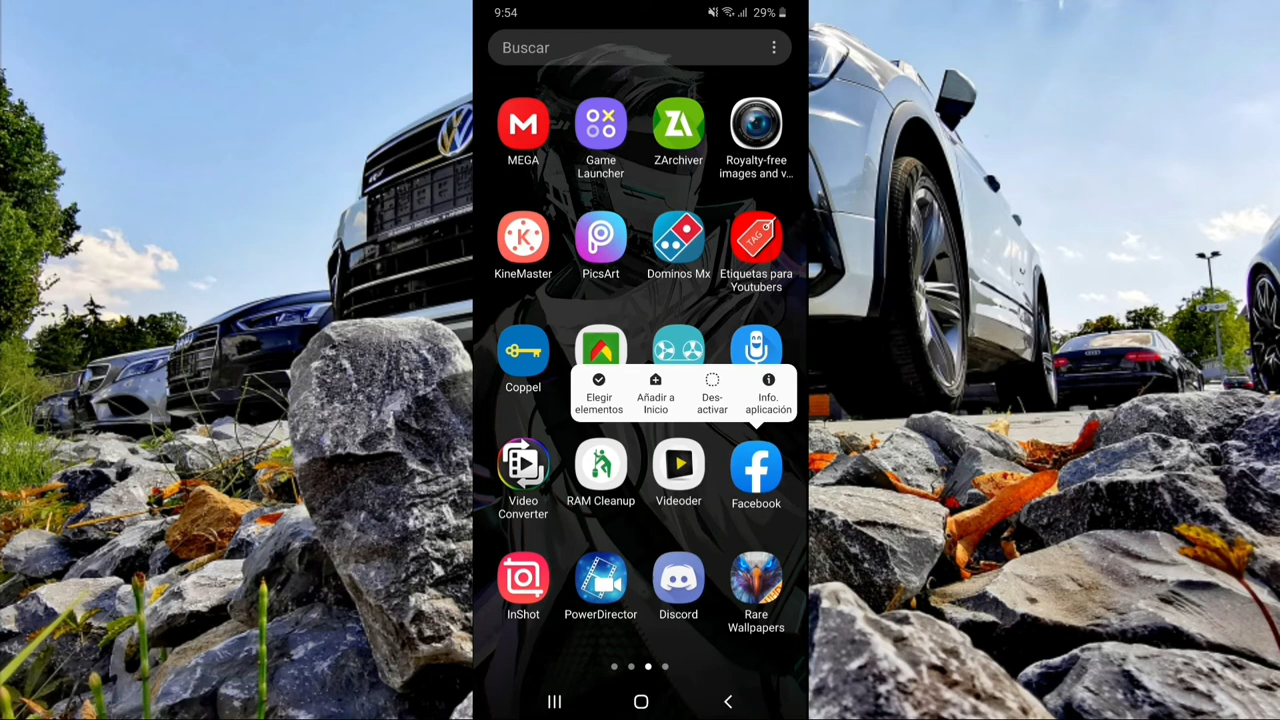 9:54
29%
Buscar
MEGA
Game
Launcher
ZArchiver
Royalty-free
images and v...
KineMaster
PicsArt
Dominos Mx
TAG
Etiquetas para
Youtubers
Coppel
Elegir
elementos
Añadir a
Inicio
Des-
activar
Info.
aplicación
Video
Converter
RAM Cleanup
Videoder
Facebook
InShot
PowerDirector
Discord
Rare
Wallpapers